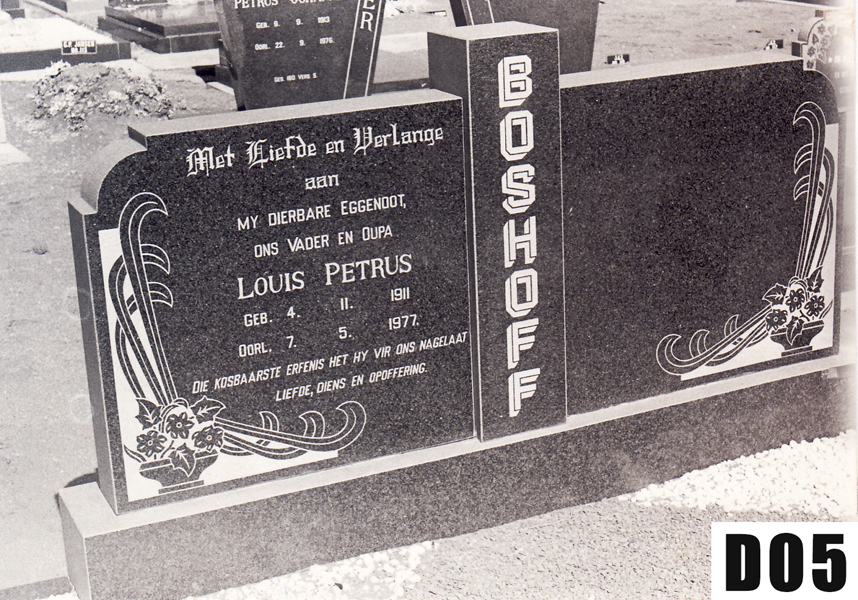 PETRUS
GEB. 9. 9. 1913
OORL. 22. 9. 1976.
ER
Met Liefde en Verlange
aan
MY DIERBARE EGGENOOT,
ONS VADER EN OUPA
LOUIS PETRUS
GEB. 4. 11. 1911
OORL. 7. 5. 1977.
DIE KOSBAARSTE ERFENIS HET HY VIR ONS NAGELAAT
LIEFDE, DIENS EN OPOFFERING.
BOSHOFF
D05